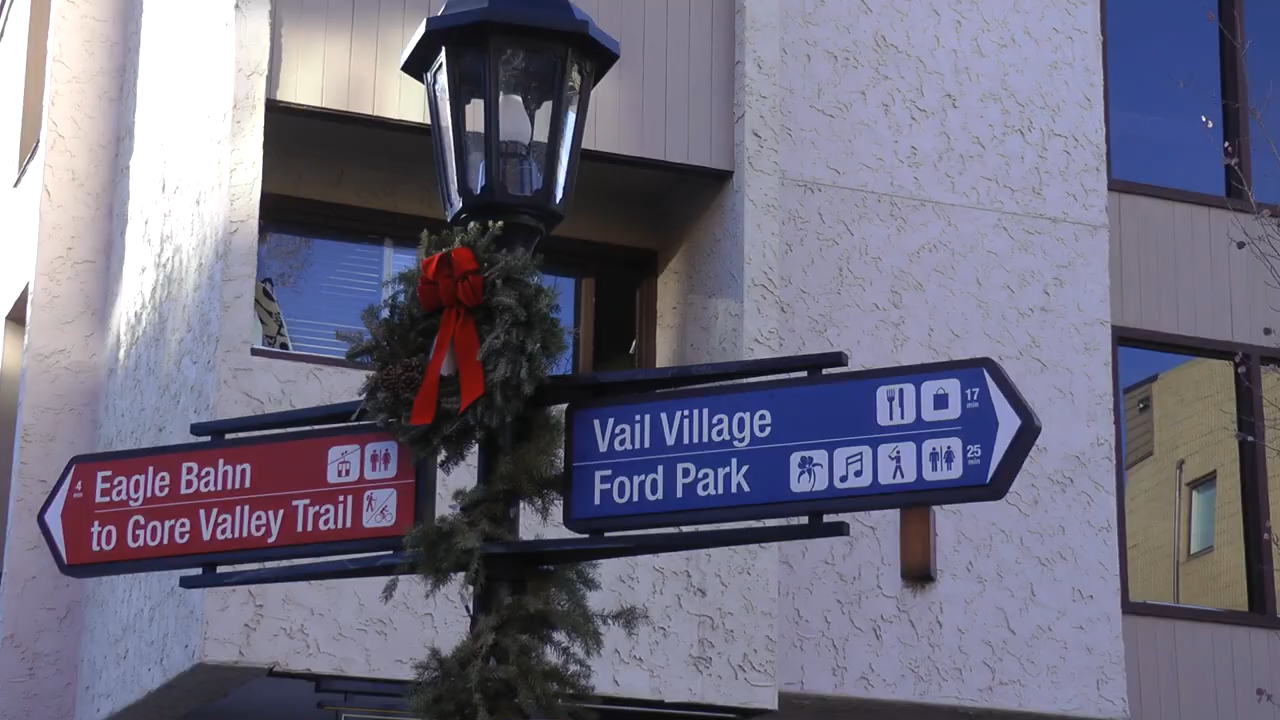 Eagle Bahn
4 min
to Gore Valley Trail
Vail Village
17 min
Ford Park
25 min